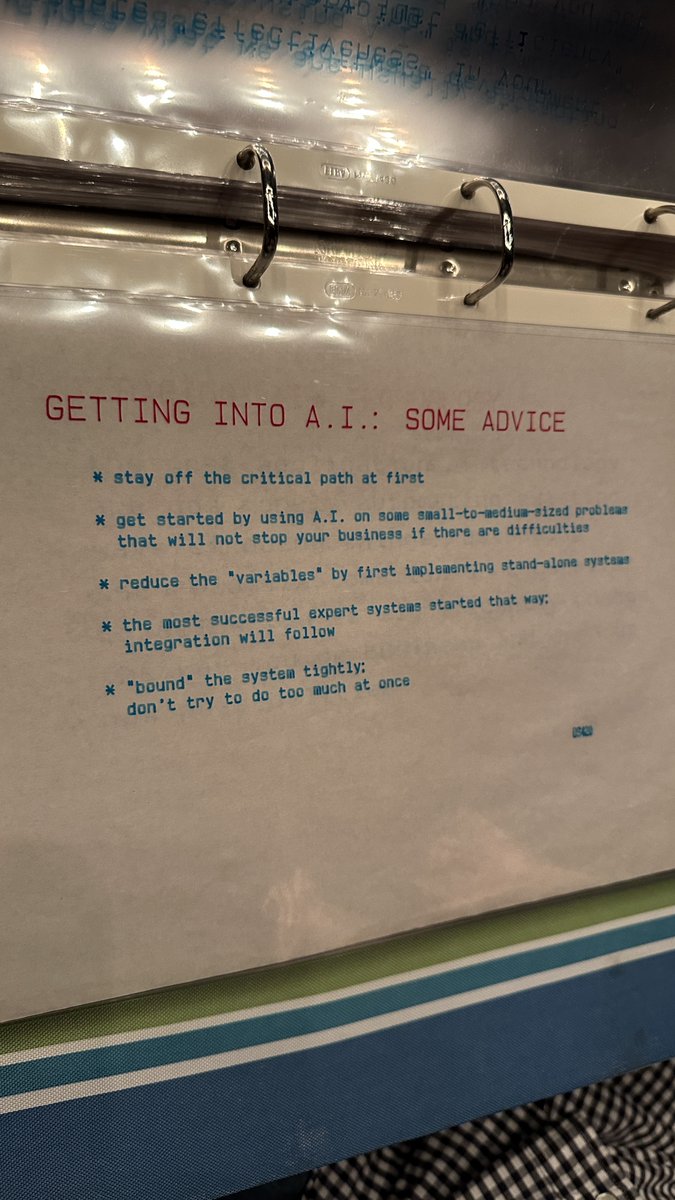 effectiveness" in your
GETTING INTO A.I.: SOME ADVICE
* stay off the critical path at first
* get started by using A.I. on some small-to-medium-sized problems
that will not stop your business if there are difficulties
* reduce the "variables" by first implementing stand-alone systems
* the most successful expert systems started that way;
integration will follow
* "bound" the system tightly:
don't try to do too much at once